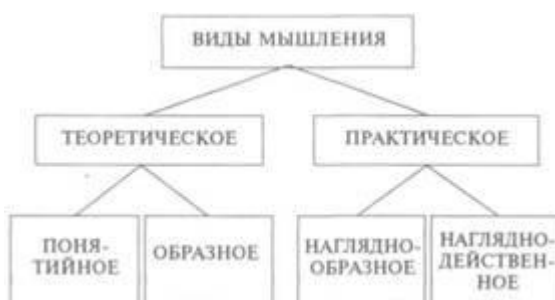 ВИДЫ МЫШЛЕНИЯ
ТЕОРЕТИЧЕСКОЕ
ПРАКТИЧЕСКОЕ
ПОНЯ-
ТИЙНОЕ
ОБРАЗНОЕ
НАГЛЯДНО-
ОБРАЗНОЕ
НАГЛЯДНО-
ДЕЙСТВЕН-
НОЕ